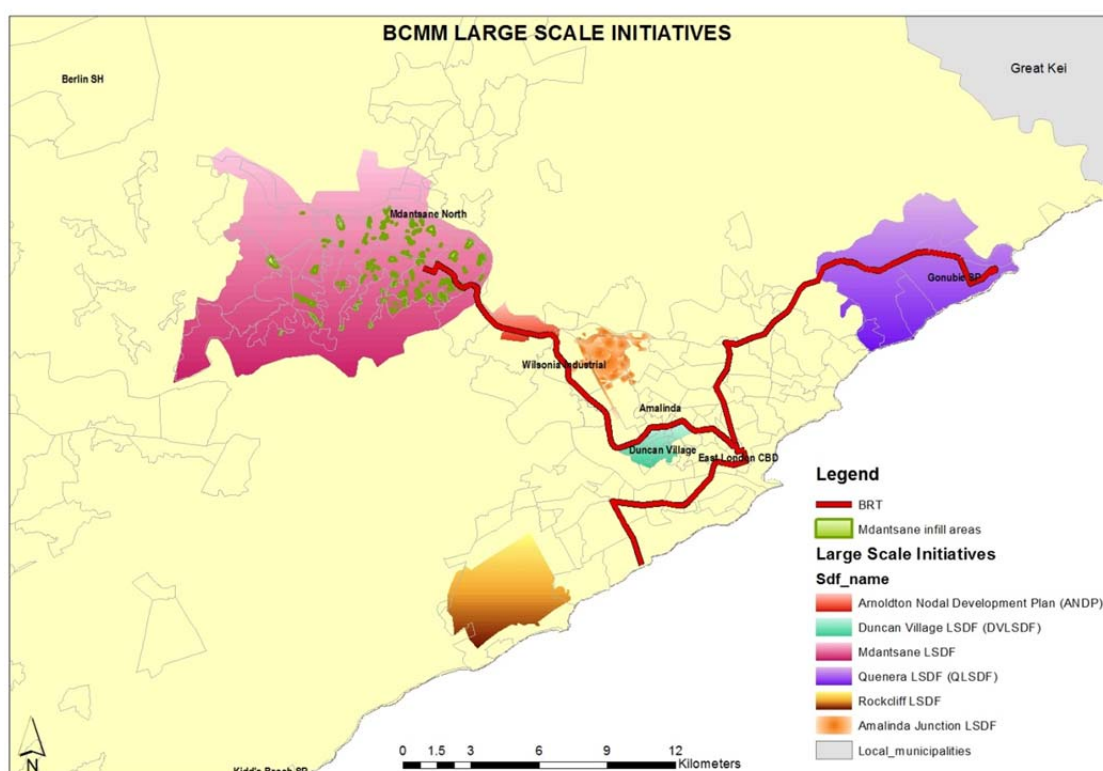 BCMM LARGE SCALE INITIATIVES
Great Kei
Berlin SH
Mdantsane North
Gonubie SP
Wilsonia Industrial
Amalinda
Duncan Village
East London CBD
Legend
BRT
Mdantsane infill areas
Large Scale Initiatives
Sdf_name
Arnoldton Nodal Development Plan (ANDP)
Duncan Village LSDF (DVLSDF)
Mdantsane LSDF
Quenera LSDF (QLSDF)
Rockcliff LSDF
Amalinda Junction LSDF
Local_municipalities
N
0 1.5 3 6 9 12
Kilometers
Kidd's Beach SP